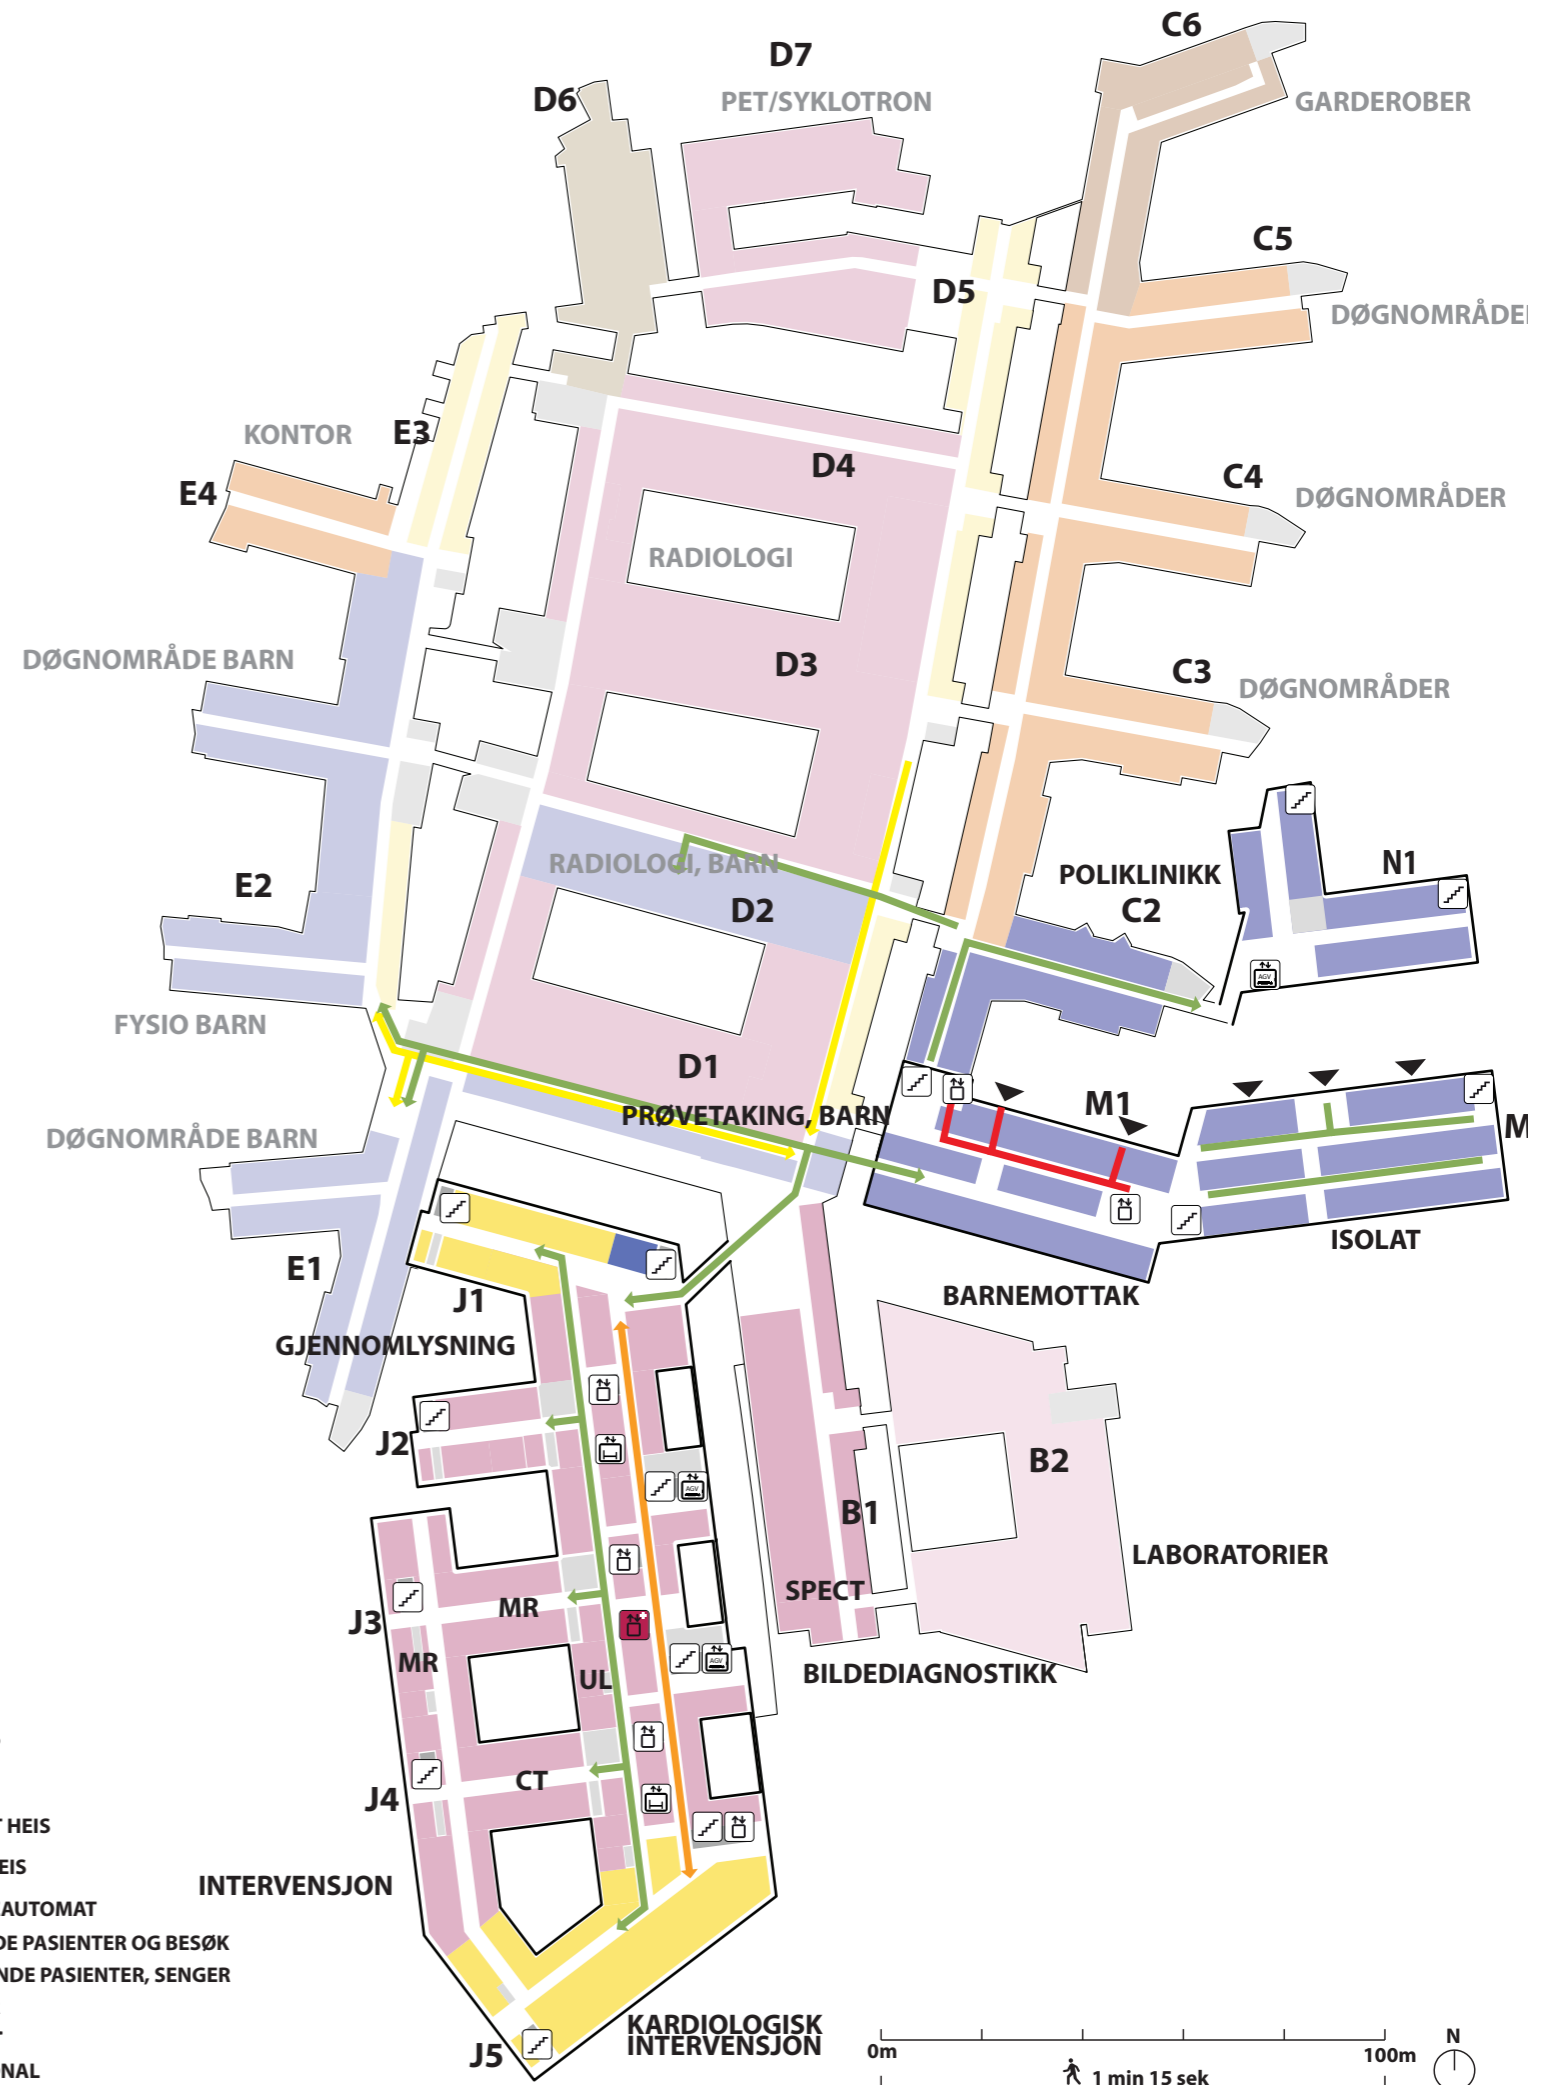 C6
D7
D6
PET/SYKLOTRON
GARDEROBER
C5
D5
DØGNOMRÅDE
KONTOR
E3
D4
C4
E4
DØGNOMRÅDER
RADIOLOGI
DØGNOMRÅDE BARN
D3
C3
DØGNOMRÅDER
RADIOLOGI, BARN
POLIKLINIKK
N1
E2
D2
C2
AGV
FYSIO BARN
D1
PRØVETAKING, BARN
M1
M
DØGNOMRÅDE BARN
ISOLAT
E1
J1
BARNEMOTTAK
GJENNOMLYSNING
J2
B2
AGV
B1
LABORATORIER
SPECT
MR
J3
MR
AGV
UL
BILDEDIAGNOSTIKK
CT
J4
T HEIS
EIS
INTERVENSJON
AUTOMAT
DE PASIENTER OG BESØK
NDE PASIENTER, SENGER
KARDIOLOGISK
INTERVENSJON
J5
NAL
0m
100m
N
1 min 15 sek